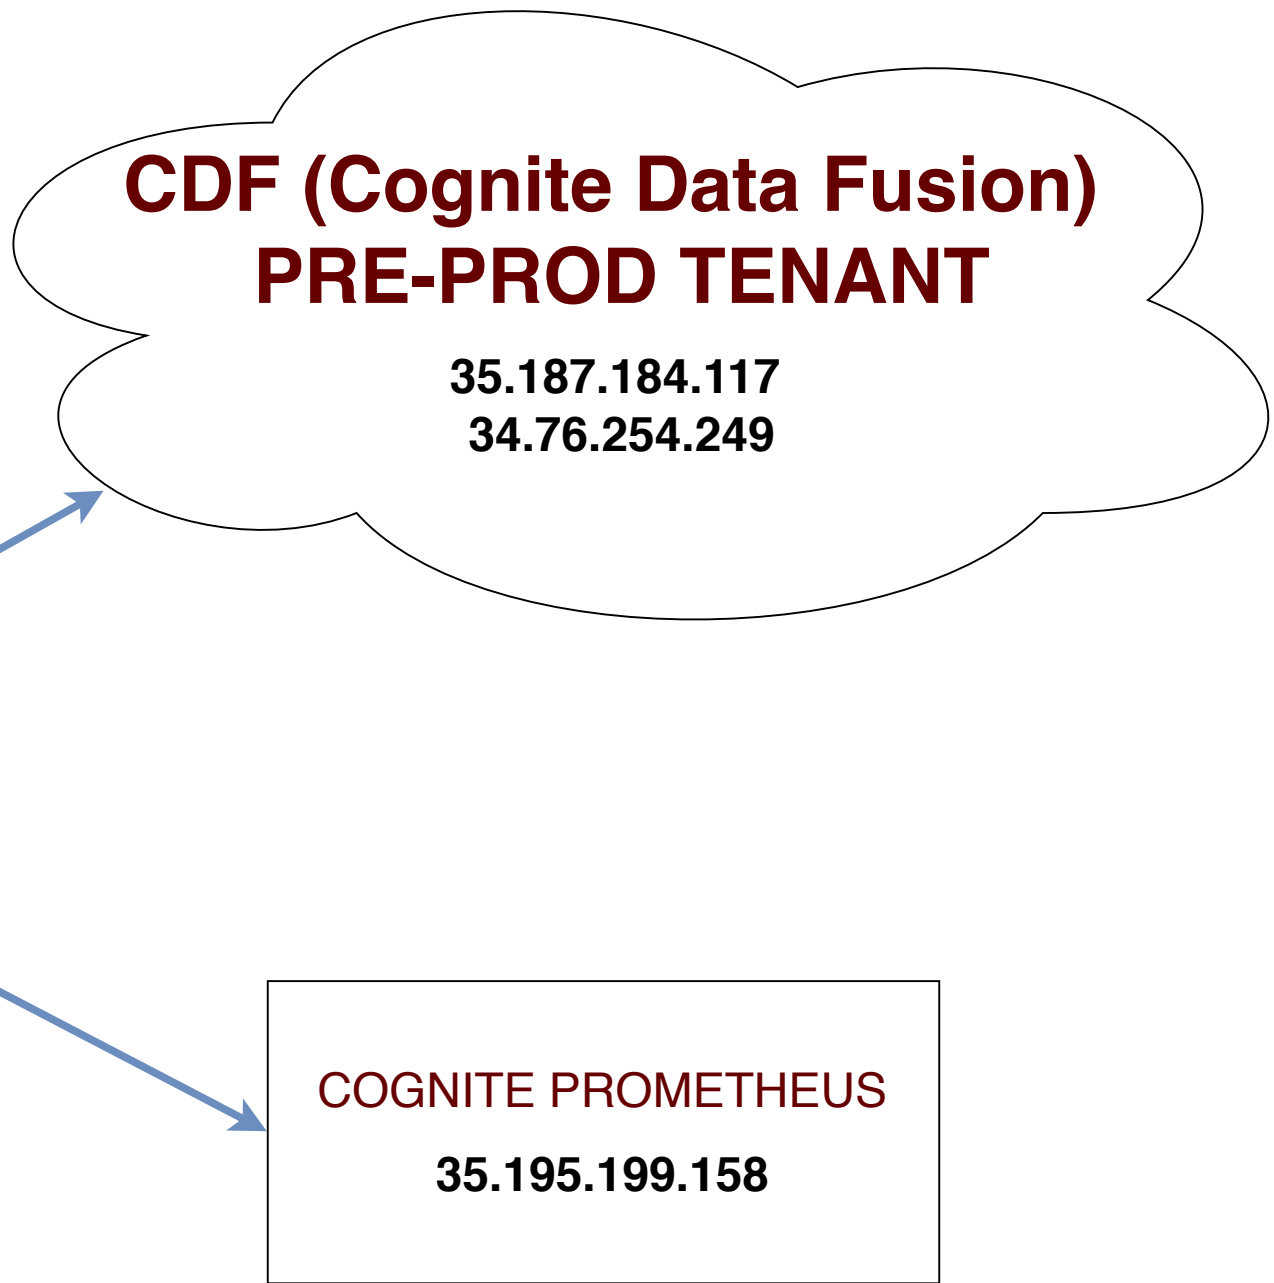 CDF (Cognite Data Fusion)
PRE-PROD TENANT
35.187.184.117
34.76.254.249
COGNITE PROMETHEUS
35.195.199.158